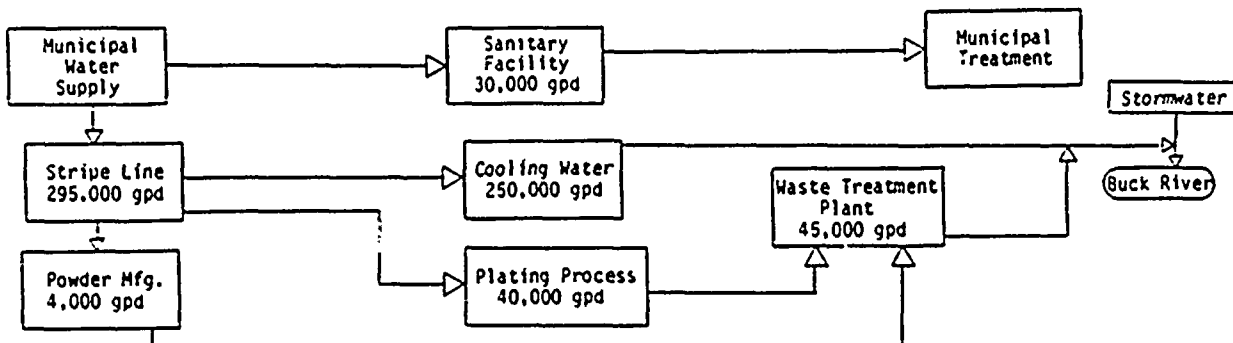 Municipal
Water
Supply
Sanitary
Facility
30,000 gpd
Municipal
Treatment
Stormwater
Stripe Line
295.000 gpd
Cooling Water
250,000 gpd
Waste Treatment
Plant
45,000 gpd
Buck River
Powder Mfg.
4,000 gpd
Plating Process
40,000 gpd